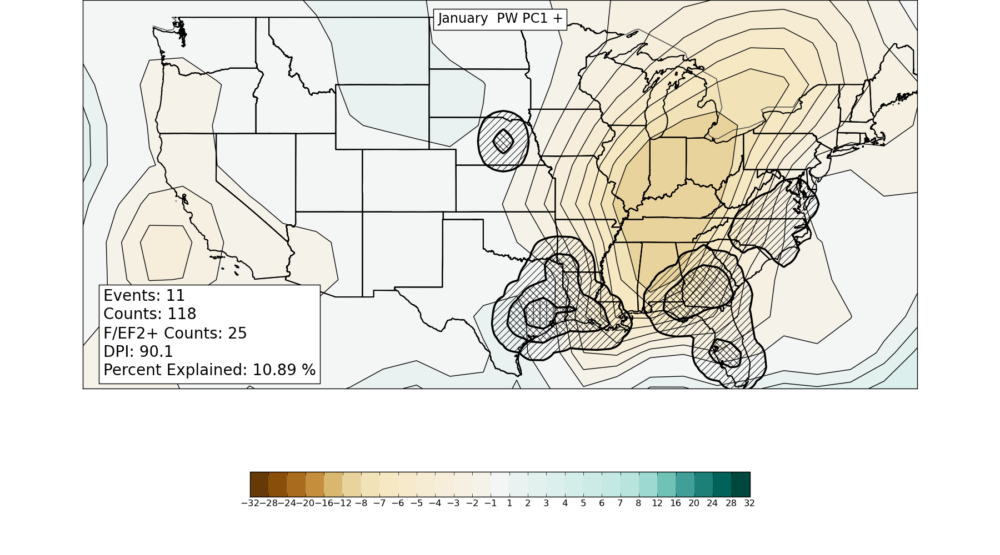 January  PW PC1 +
Events: 11
Counts: 118
F/EF2+ Counts: 25
DPI: 90.1
Percent Explained: 10.89 %
−32 −28 −24 −20 −16 −12 −8 −7 −6 −5 −4 −3 −2 −1 1 2 3 4 5 6 7 8 12 16 20 24 28 32